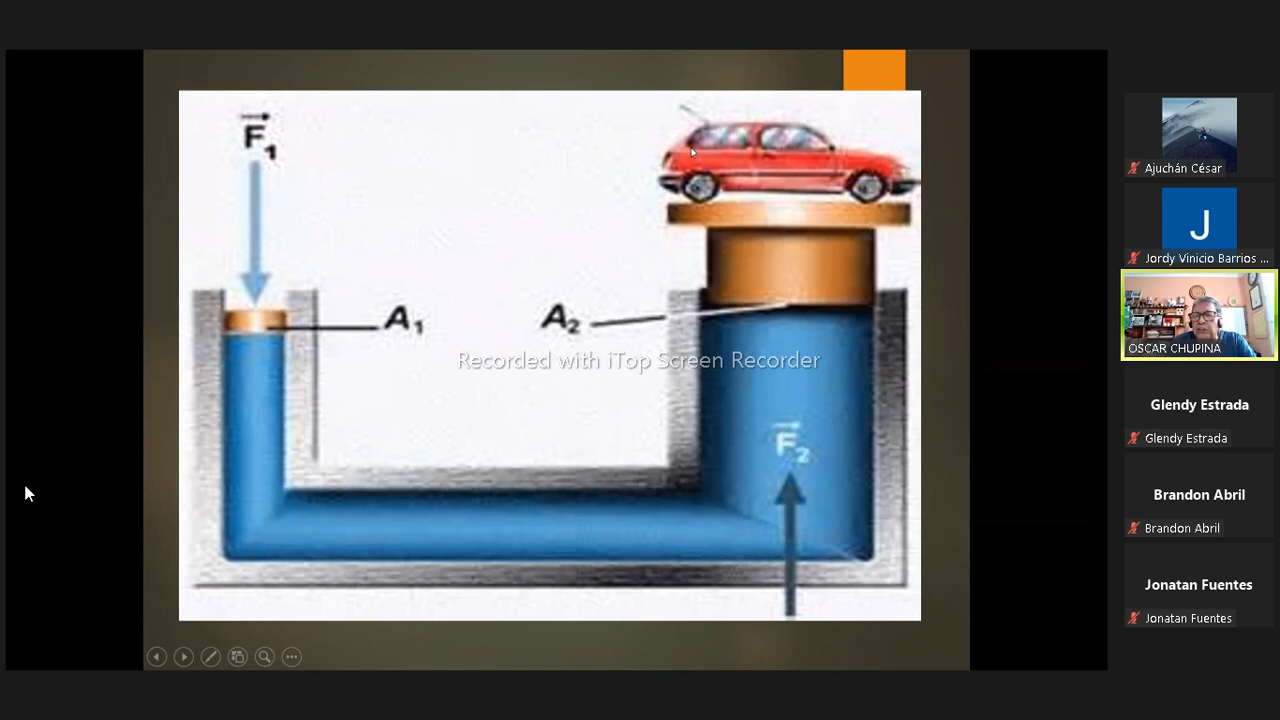 F1
A1
A2
Recorded with iTop Screen Recorder
F2
Ajuchán César
J
Jordy Vinicio Barrios ...
OSCAR CHUPINA
Glendy Estrada
Glendy Estrada
Brandon Abril
Brandon Abril
Jonatan Fuentes
Jonatan Fuentes